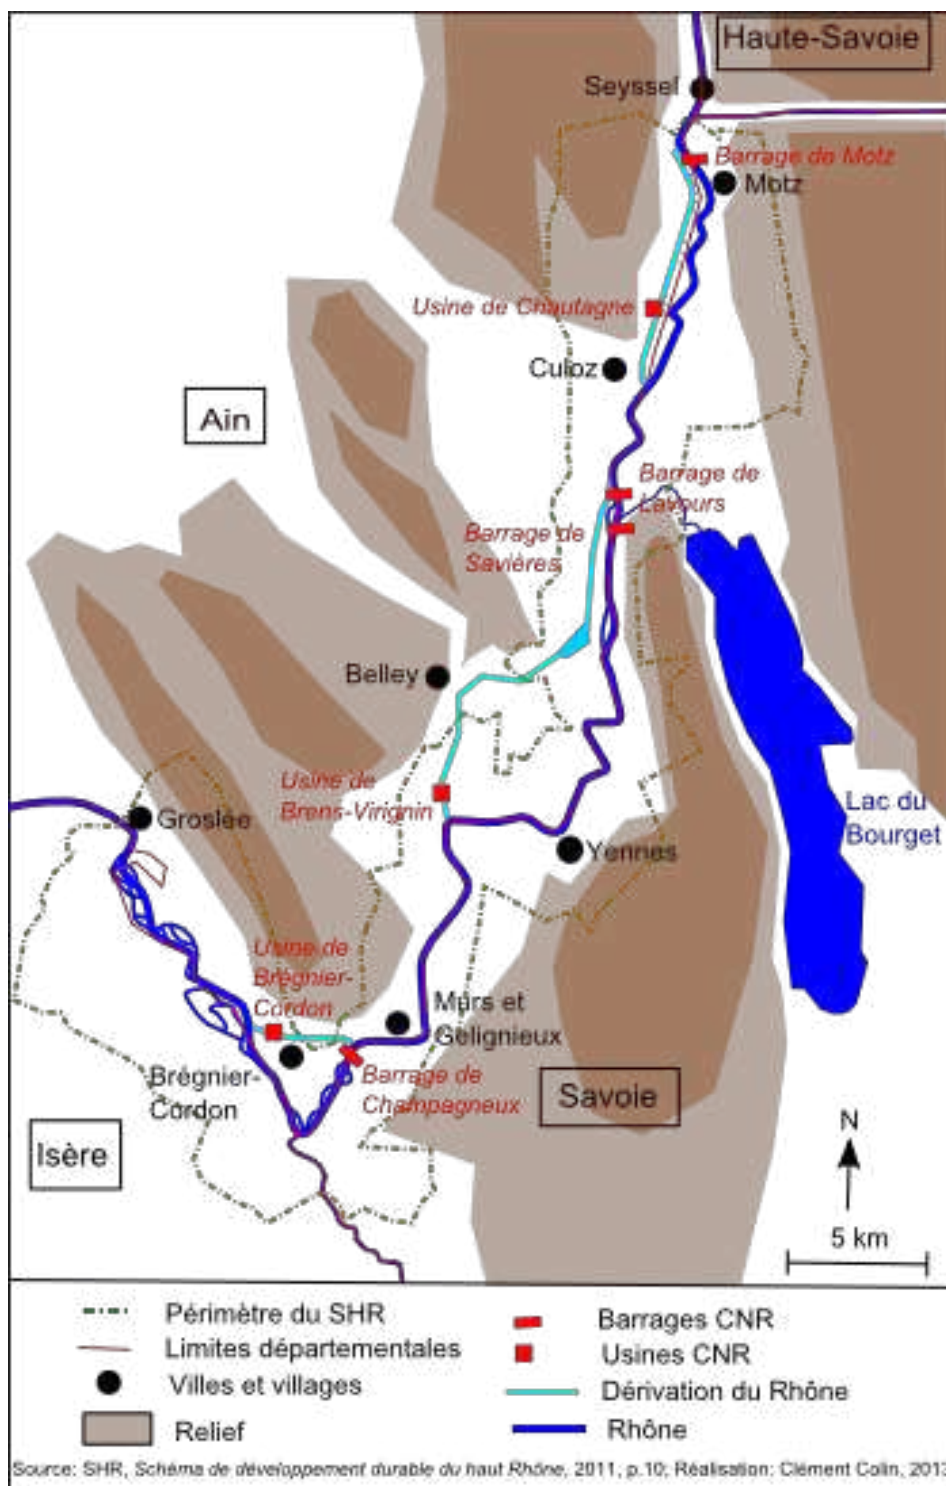 Haute-Savoie
Seyssel
Barrage de Motz
Motz
Usine de Chautagne
Culoz
Ain
Barrage de
Lavours
Barrage de
Savières
Belley
Usine de
Brens-Virignin
Lac du
Bourget
Groslée
Yennes
Usine de
Brégnier-
Cordon
Murs et
Gélignieux
Brégnier-
Cordon
Barrage de
Champagneux
Savoie
Isère
N
5 km
Périmètre du SHR
Barrages CNR
Limites départementales
Usines CNR
Villes et villages
Dérivation du Rhône
Relief
Rhône
Source: SHR, Schéma de développement durable du haut Rhône, 2011, p.10; Réalisation: Clément Colin, 2013